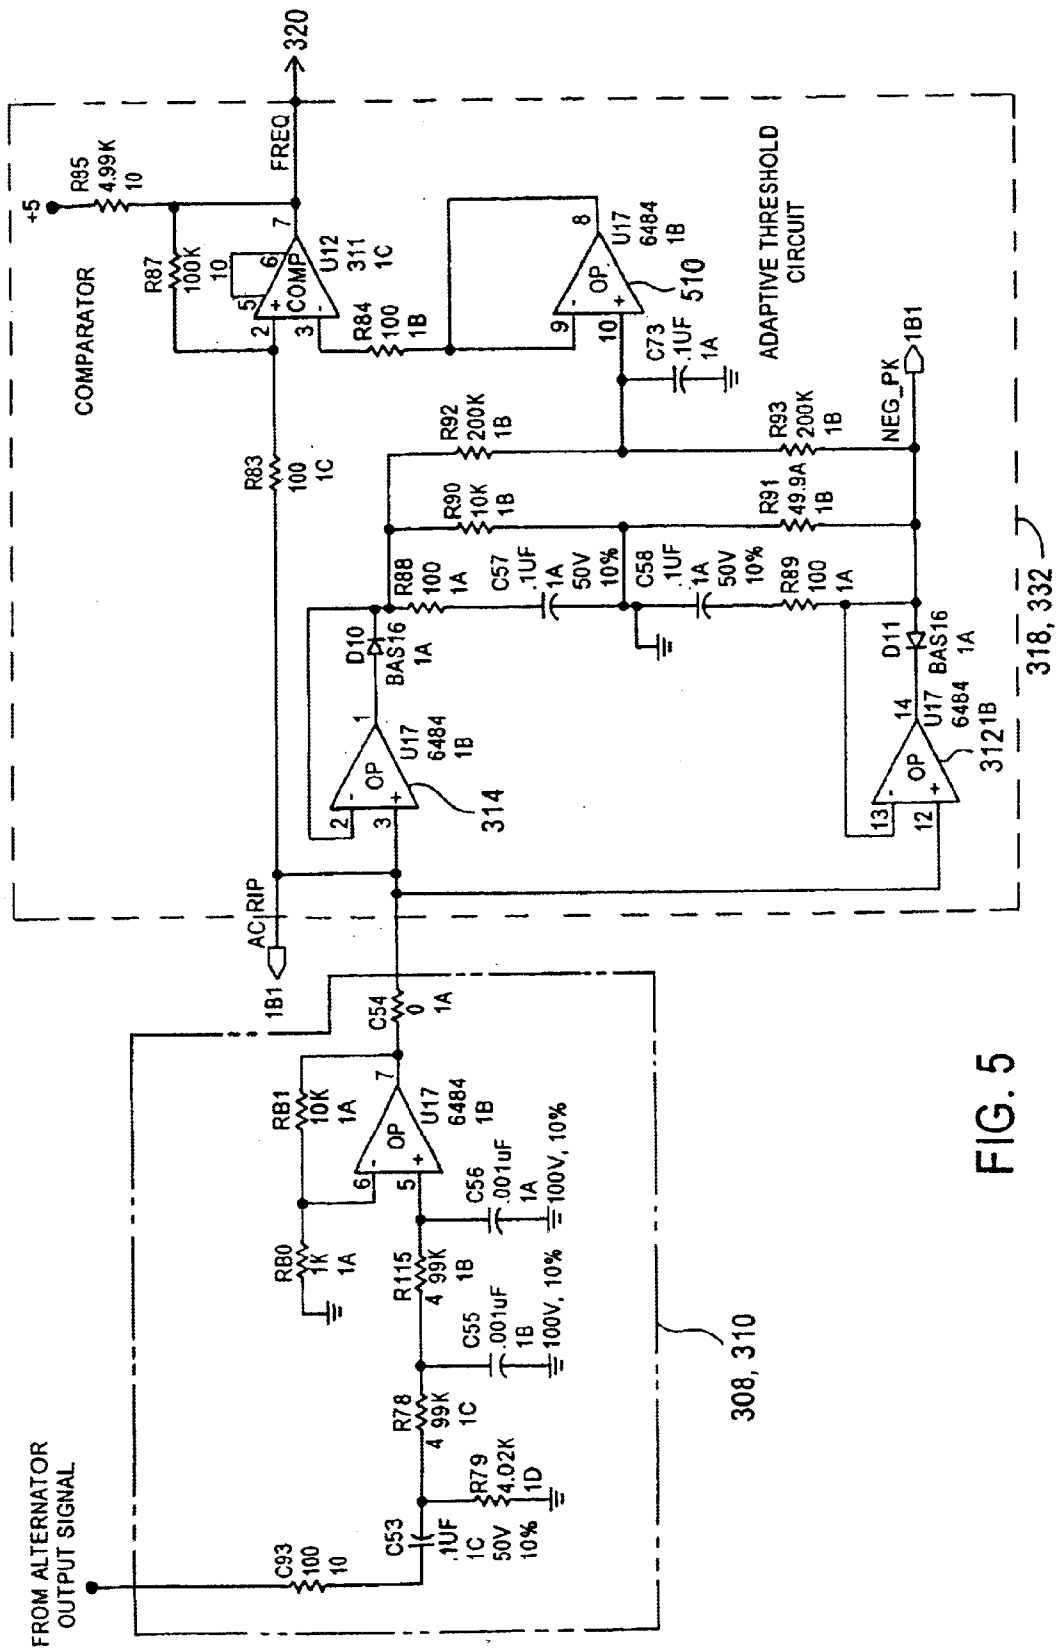 FROM ALTERNATOR
OUTPUT SIGNAL
C93
100
10
C53
.1UF
1C
50V
10%
R79
4.02K
1D
R78
4 99K
1C
C55
.001uF
1B
100V, 10%
R115
4 99K
1B
C56
.001uF
1A
100V, 10%
RB0
1K
1A
RB1
10K
1A
6
5
-
+
OP
7
U17
6484
1B
C54
0
1A
308, 310
1B1
AC RIP
2
3
-
+
OP
1
U17
6484
1B
314
D10
BAS16
1A
R88
100
1A
C57
.1UF
1A
50V
10%
C58
.1UF
1A
50V
10%
R89
100
1A
13
12
-
+
OP
14
U17
6484
1B
312
D11
BAS16
1A
R90
10K
1B
R91
49.9A
1B
R92
200K
1B
R93
200K
1B
NEG_PK
1B1
C73
.1UF
1A
9
10
-
+
OP
8
U17
6484
1B
510
ADAPTIVE THRESHOLD
CIRCUIT
COMPARATOR
R83
100
1C
R84
100
1B
2
3
+
-
5
6
COMP
7
U12
311
1C
R87
100K
10
+5
R85
4.99K
10
FREQ
320
318, 332
FIG. 5